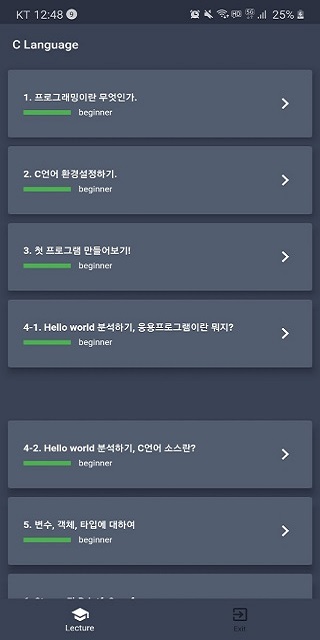 KT 12:48 9 HD 5G 25%
C Language
1. 프로그래밍이란 무엇인가.
beginner
2. C언어 환경설정하기.
beginner
3. 첫 프로그램 만들어보기!
beginner
4-1. Hello world 분석하기, 응용프로그램이란 뭐지?
beginner
4-2. Hello world 분석하기, C언어 소스란?
beginner
5. 변수, 객체, 타입에 대하여
beginner
Lecture
Exit